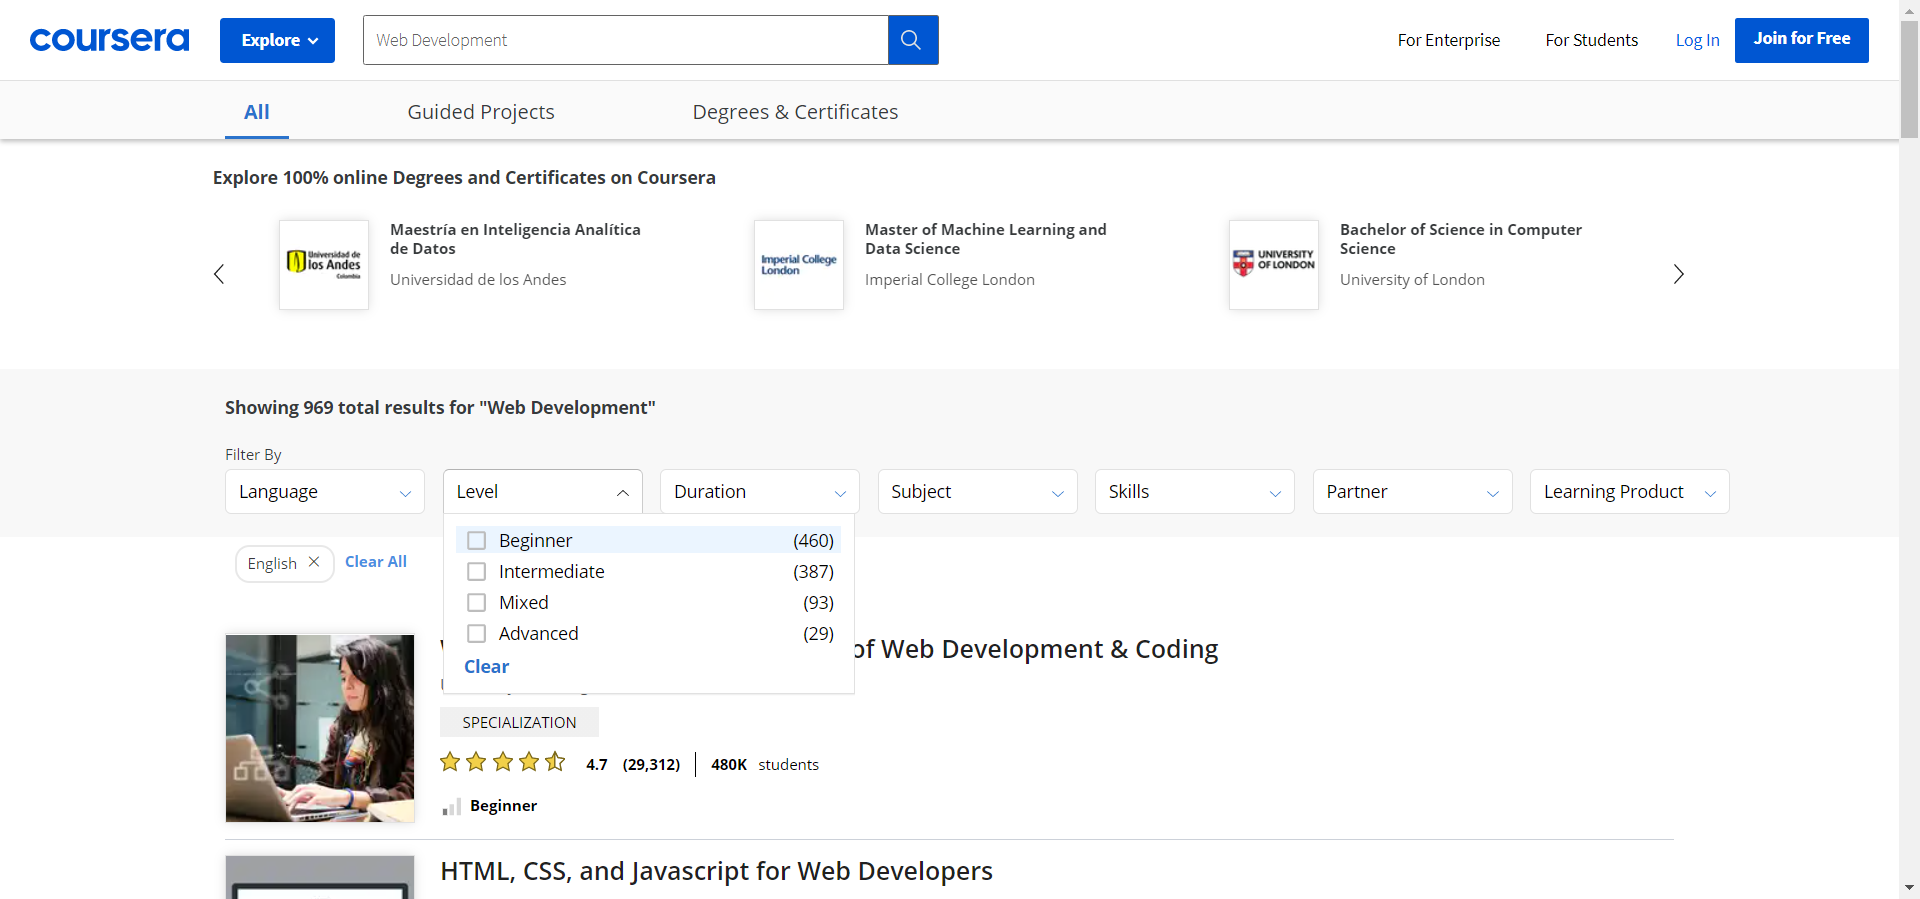 coursera
Explore
Web Development
For Enterprise
For Students
Log In
Join for Free
All
Guided Projects
Degrees & Certificates
Explore 100% online Degrees and Certificates on Coursera
Universidad de
los Andes
Colombia
Maestría en Inteligencia Analítica
de Datos
Universidad de los Andes
Imperial College
London
Master of Machine Learning and
Data Science
Imperial College London
UNIVERSITY
OF LONDON
Bachelor of Science in Computer
Science
University of London
Showing 969 total results for "Web Development"
Filter By
Language
Level
Duration
Subject
Skills
Partner
Learning Product
English
Clear All
Beginner (460)
Intermediate (387)
Mixed (93)
Advanced (29)
Clear
of Web Development & Coding
SPECIALIZATION
4.7 (29,312) 480K students
Beginner
HTML, CSS, and Javascript for Web Developers